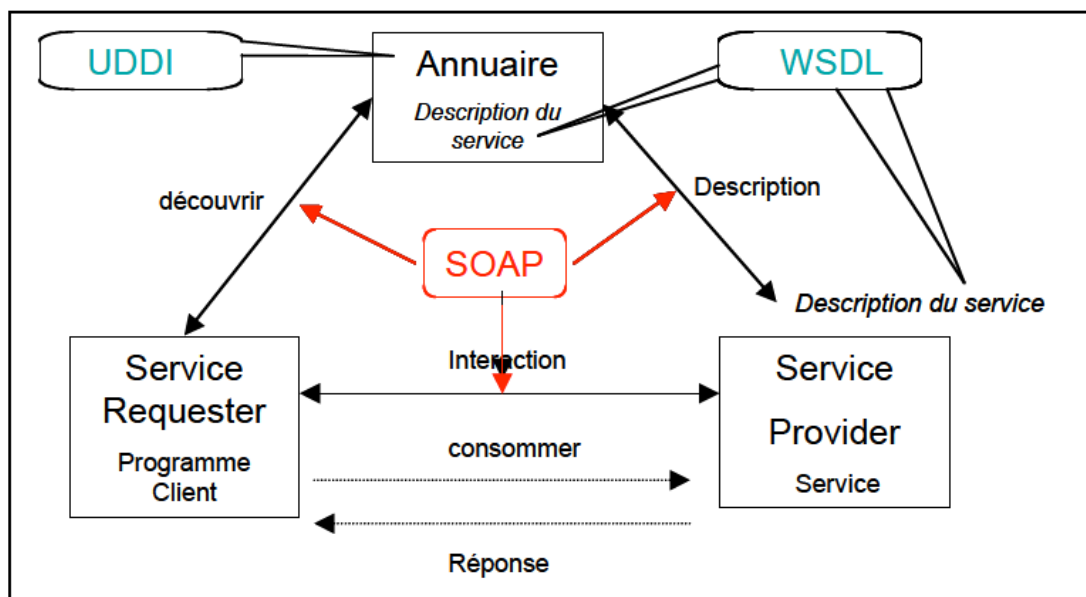 UDDI
Annuaire
WSDL
Description du
service
découvrir
Description
SOAP
Description du service
Interaction
Service
Requester
Programme
Client
Service
Provider
Service
consommer
Réponse